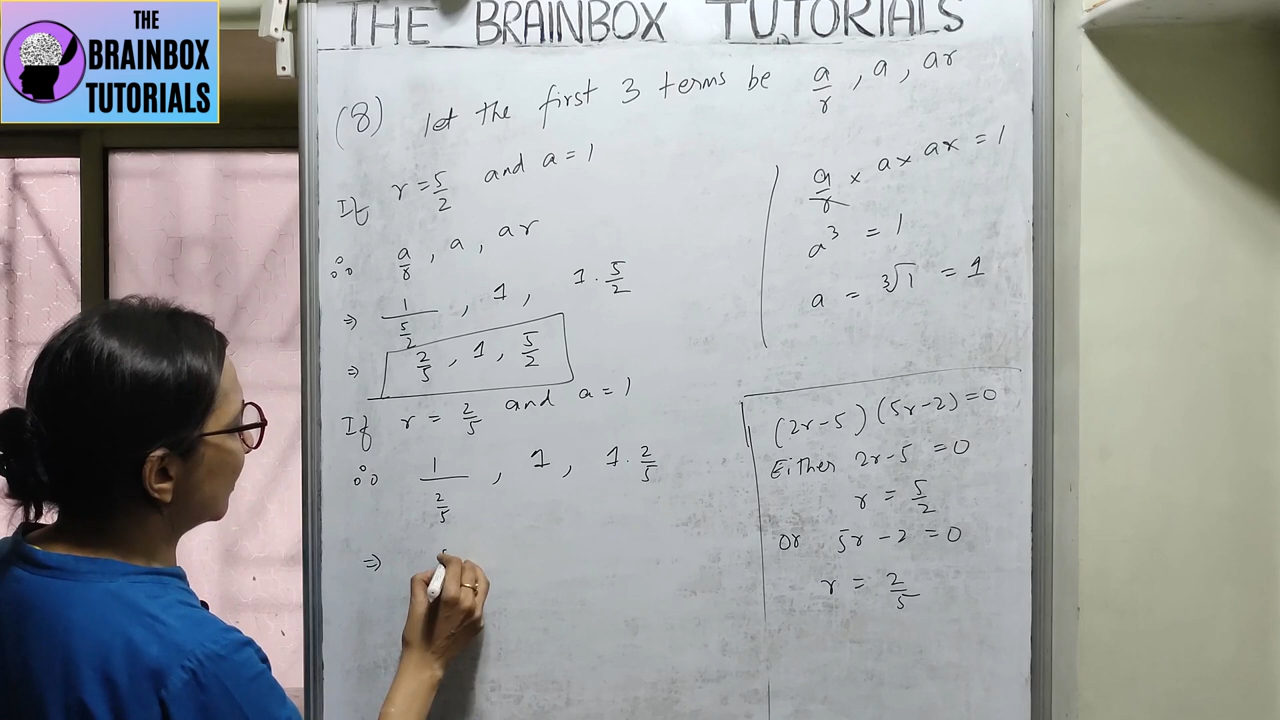 THE
BRAINBOX
TUTORIALS
THE BRAINBOX TUTORIALS
(8) let the first 3 terms be a/r , a , ar
If r = 5/2 and a = 1
∴ a/r , a , ar
⇒ 1/(5/2) , 1 , 1 · 5/2
⇒ 2/5 , 1 , 5/2
If r = 2/5 and a = 1
∴ 1/(2/5) , 1 , 1 · 2/5
⇒
a/r × a × ar = 1
a³ = 1
a = ³√1 = 1
(2r-5) (5r-2) = 0
Either 2r-5 = 0
r = 5/2
or 5r - 2 = 0
r = 2/5